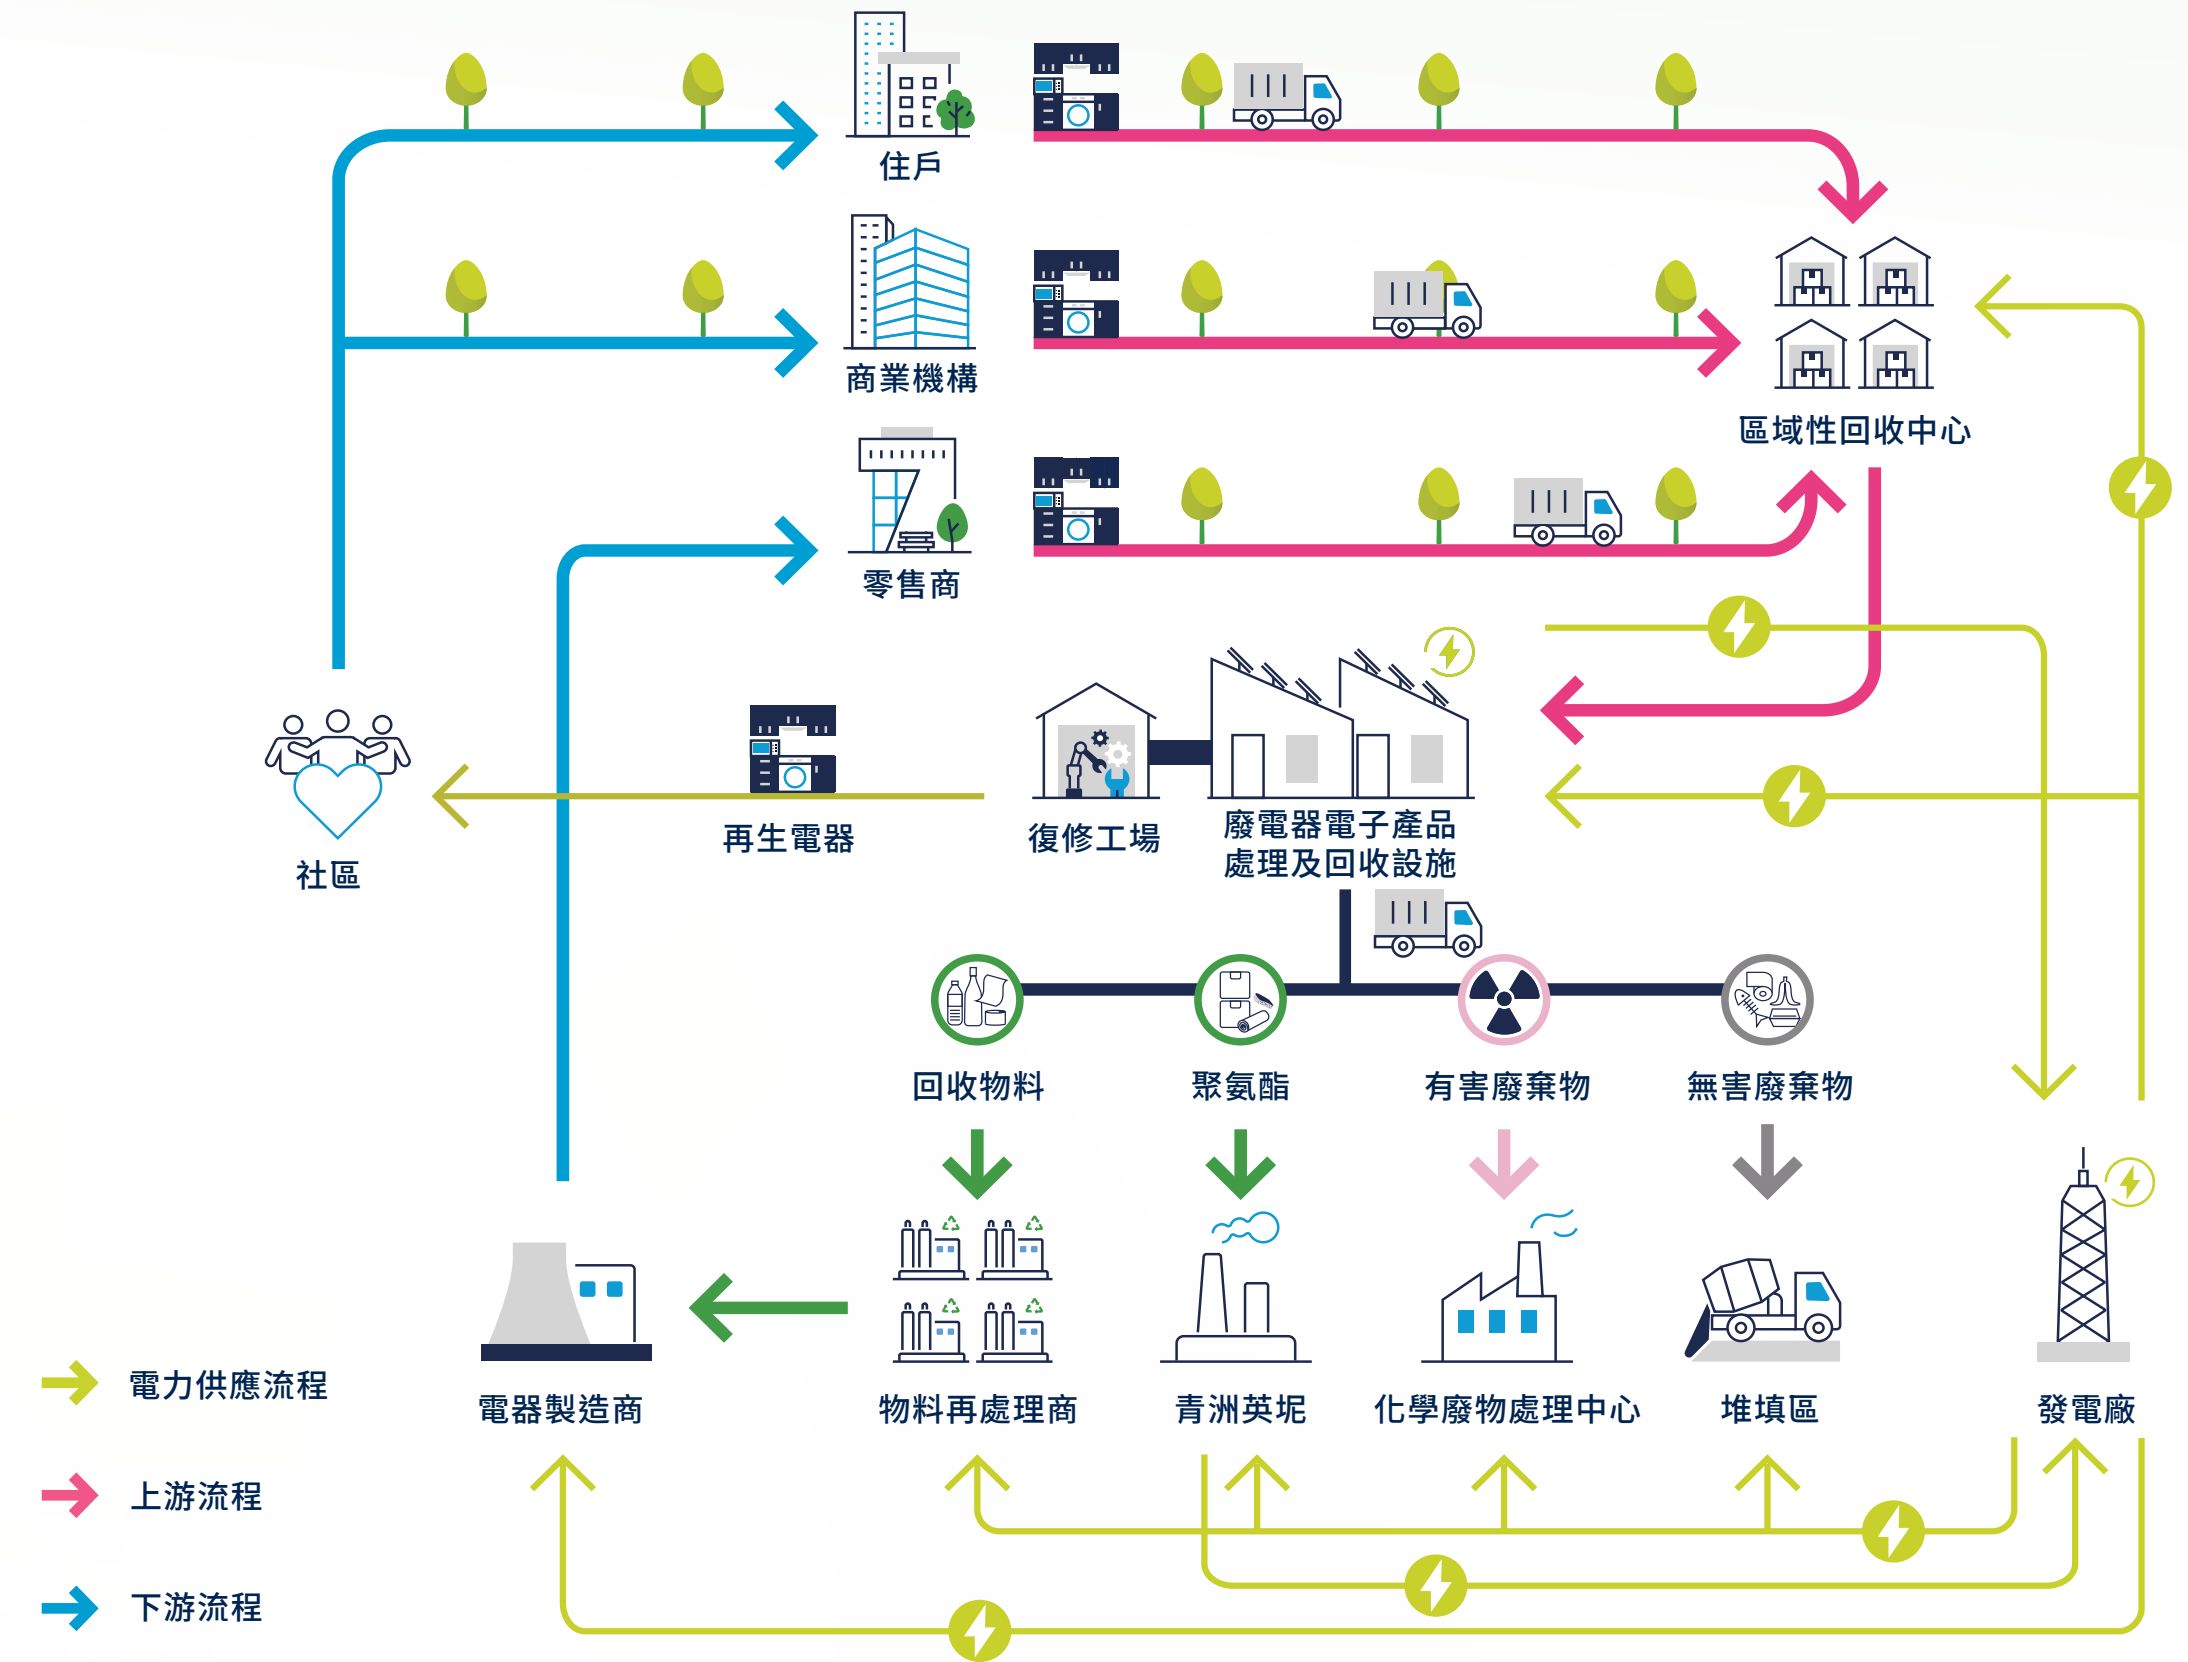 住戶
商業機構
區域性回收中心
零售商
社區
再生電器
復修工場
廢電器電子產品
處理及回收設施
回收物料
聚氨酯
有害廢棄物
無害廢棄物
電器製造商
物料再處理商
青洲英坭
化學廢物處理中心
堆填區
發電廠
電力供應流程
上游流程
下游流程